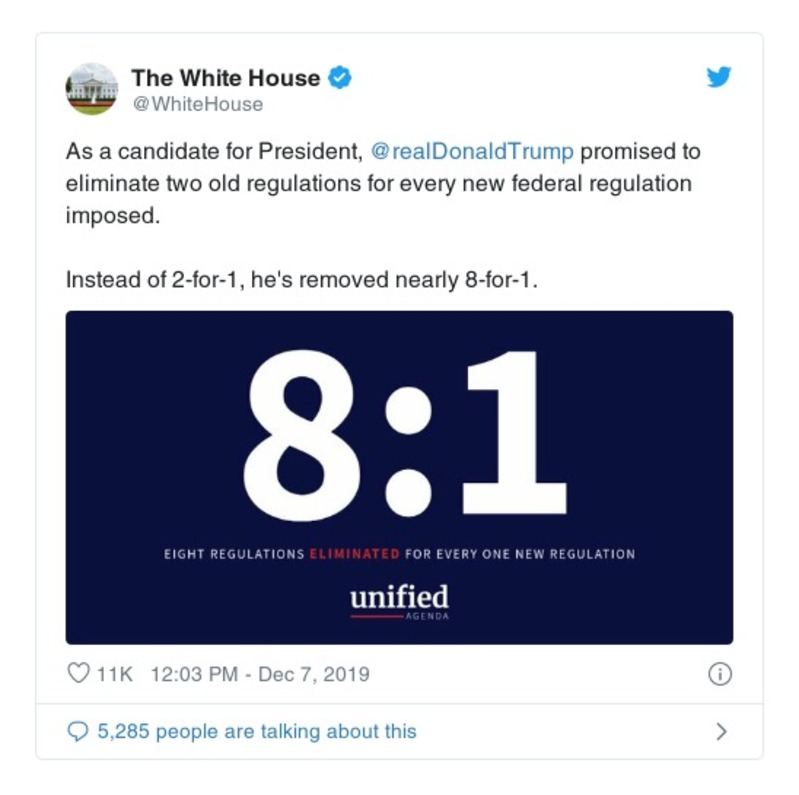 The White House
@WhiteHouse
As a candidate for President, @realDonaldTrump promised to
eliminate two old regulations for every new federal regulation
imposed.
Instead of 2-for-1, he's removed nearly 8-for-1.
8:1
EIGHT REGULATIONS ELIMINATED FOR EVERY ONE NEW REGULATION
unified
AGENDA
11K 12:03 PM - Dec 7, 2019
5,285 people are talking about this